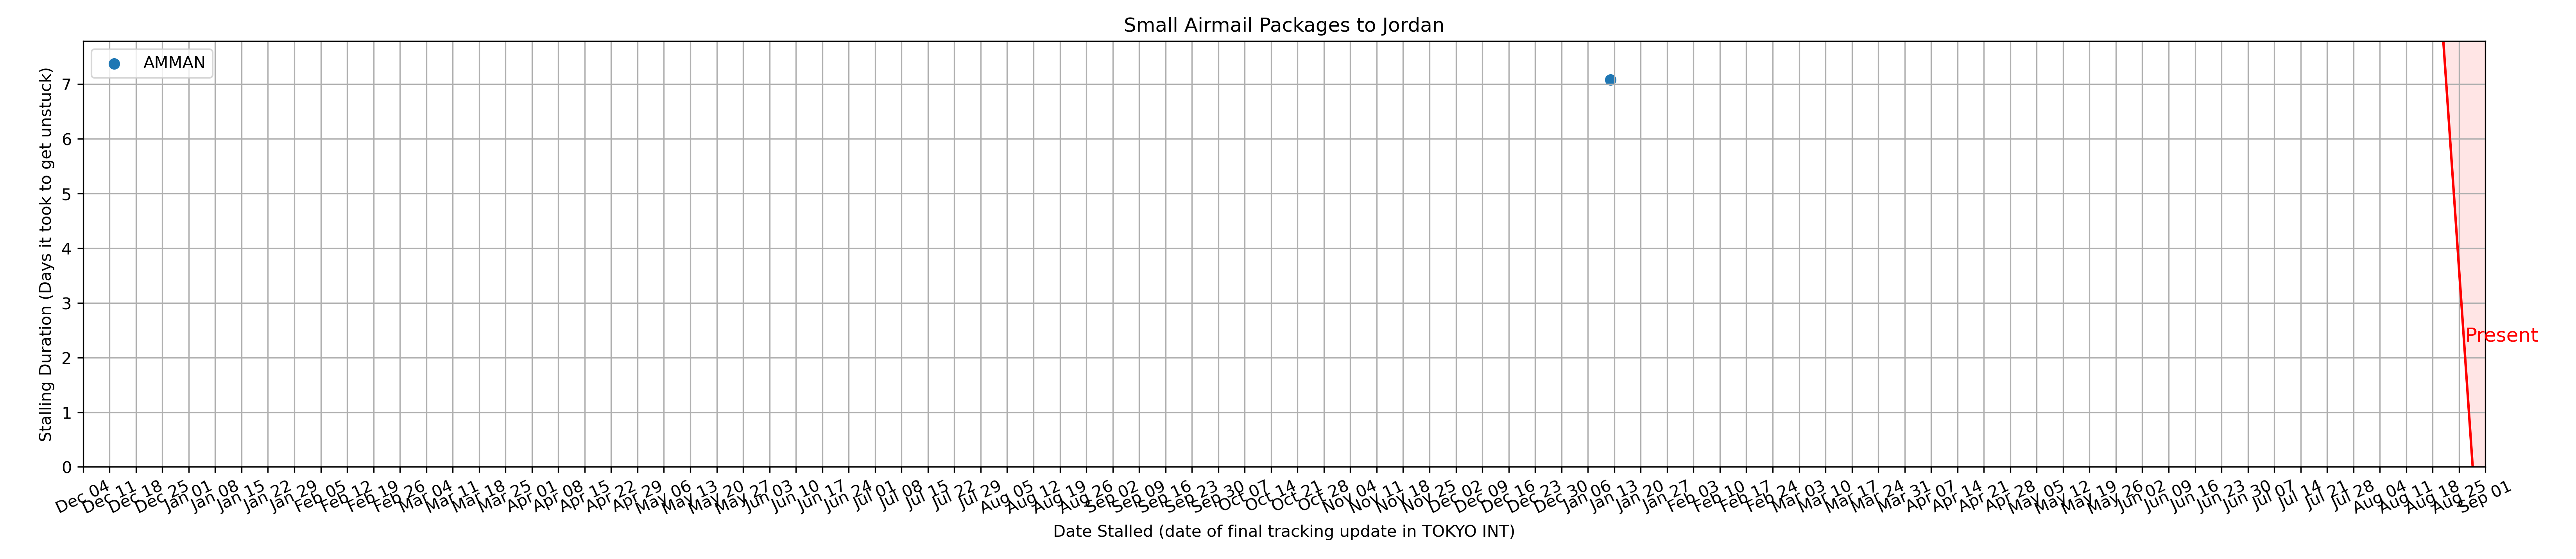 Small Airmail Packages to Jordan
AMMAN
Stalling Duration (Days it took to get unstuck)
7
6
5
4
3
2
1
0
Present
Dec 04
Dec 11
Dec 18
Dec 25
Jan 01
Jan 08
Jan 15
Jan 22
Jan 29
Feb 05
Feb 12
Feb 19
Feb 26
Mar 04
Mar 11
Mar 18
Mar 25
Apr 01
Apr 08
Apr 15
Apr 22
Apr 29
May 06
May 13
May 20
May 27
Jun 03
Jun 10
Jun 17
Jun 24
Jul 01
Jul 08
Jul 15
Jul 22
Jul 29
Aug 05
Aug 12
Aug 19
Aug 26
Sep 02
Sep 09
Sep 16
Sep 23
Sep 30
Oct 07
Oct 14
Oct 21
Oct 28
Nov 04
Nov 11
Nov 18
Nov 25
Dec 02
Dec 09
Dec 16
Dec 23
Dec 30
Jan 06
Jan 13
Jan 20
Jan 27
Feb 03
Feb 10
Feb 17
Feb 24
Mar 03
Mar 10
Mar 17
Mar 24
Mar 31
Apr 07
Apr 14
Apr 21
Apr 28
May 05
May 12
May 19
May 26
Jun 02
Jun 09
Jun 16
Jun 23
Jun 30
Jul 07
Jul 14
Jul 21
Jul 28
Aug 04
Aug 11
Aug 18
Aug 25
Sep 01
Date Stalled (date of final tracking update in TOKYO INT)